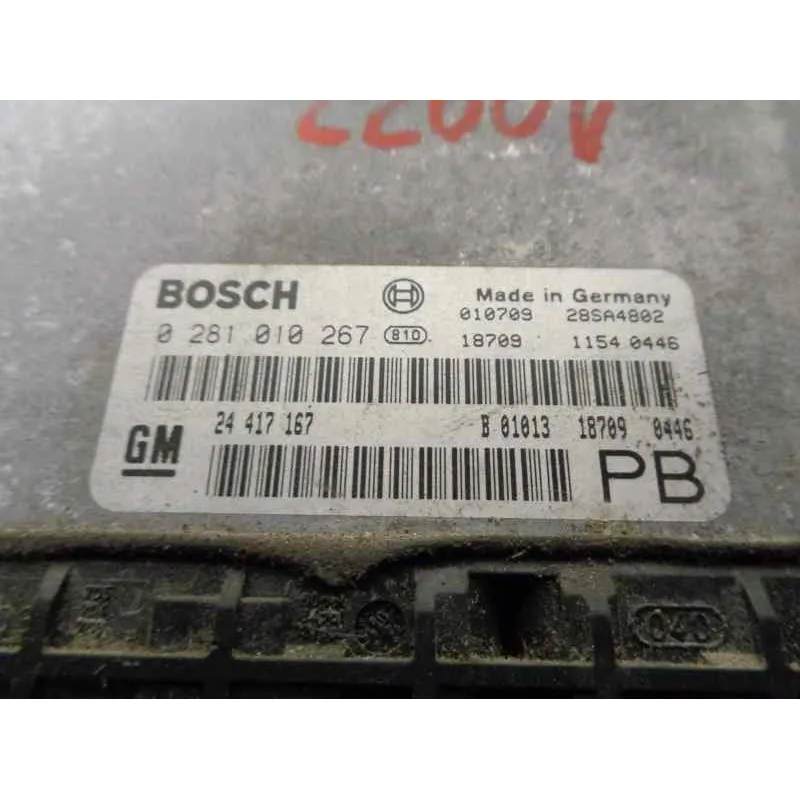 BOSCH Made in Germany
010709 28SA4802
0 281 010 267 810 18709 1154 0446
24 417 167 B 01013 18709 0446
GM PB
040